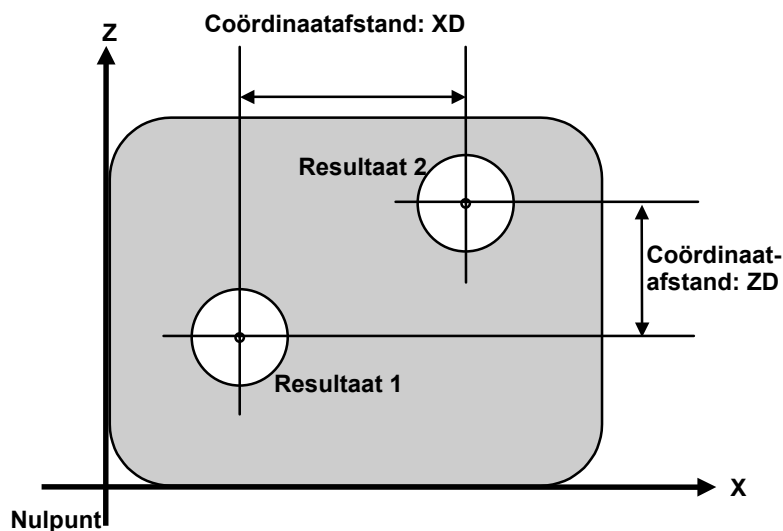 Coördinaatafstand: XD
Z
Resultaat 2
Coördinaat-
afstand: ZD
Resultaat 1
X
Nulpunt